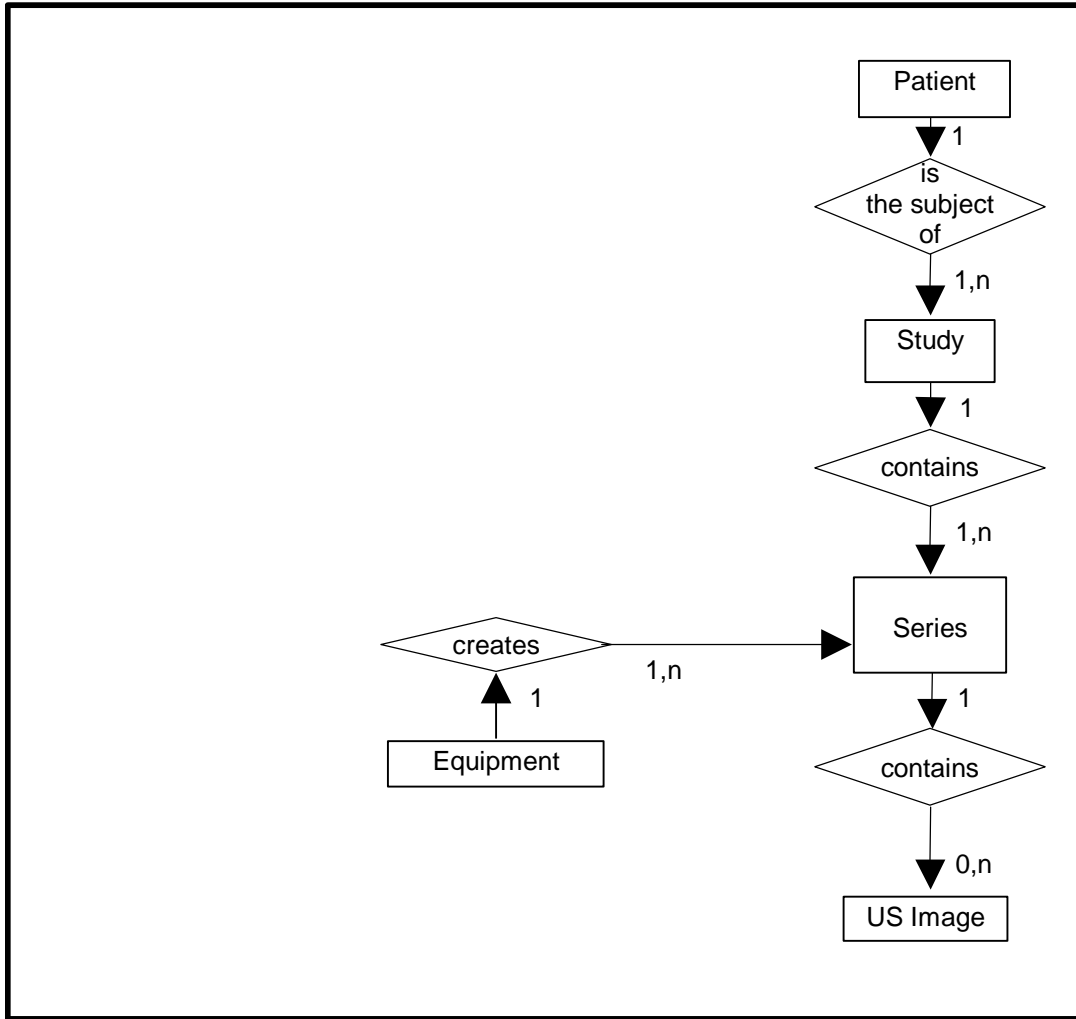 Patient
1
is
the subject
of
1,n
Study
1
contains
1,n
Series
creates
1,n
1
1
Equipment
contains
0,n
US Image